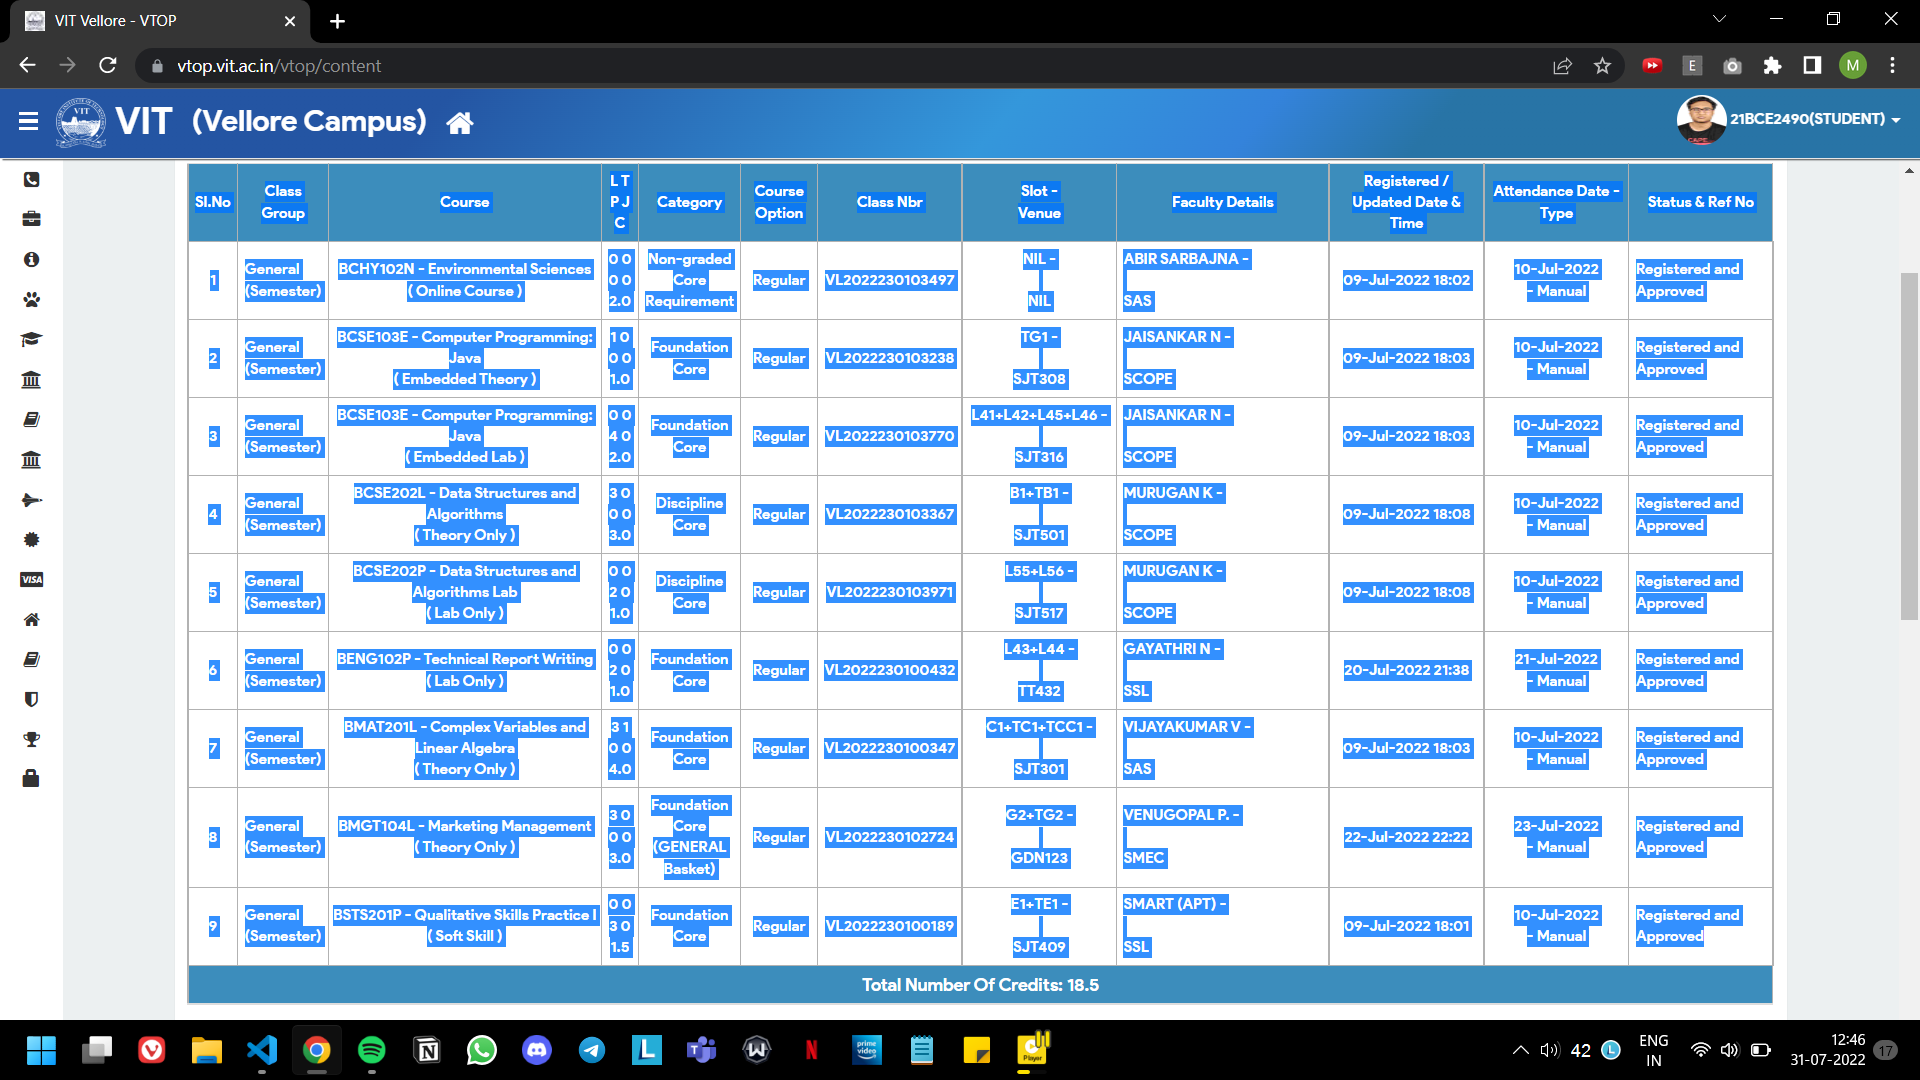 VIT Vellore - VTOP
vtop.vit.ac.in/vtop/content
E
M
VIT (Vellore Campus)
21BCE2490(STUDENT)
Sl.No Class Group Course L T P J C Category Course Option Class Nbr Slot - Venue Faculty Details Registered / Updated Date & Time Attendance Date - Type Status & Ref No
1 General (Semester) BCHY102N - Environmental Sciences ( Online Course ) 0 0 0 0 2.0 Non-graded Core Requirement Regular VL2022230103497 NIL - NIL ABIR SARBAJNA - SAS 09-Jul-2022 18:02 10-Jul-2022 - Manual Registered and Approved
2 General (Semester) BCSE103E - Computer Programming: Java ( Embedded Theory ) 1 0 0 0 1.0 Foundation Core Regular VL2022230103238 TG1 - SJT308 JAISANKAR N - SCOPE 09-Jul-2022 18:03 10-Jul-2022 - Manual Registered and Approved
3 General (Semester) BCSE103E - Computer Programming: Java ( Embedded Lab ) 0 0 4 0 2.0 Foundation Core Regular VL2022230103770 L41+L42+L45+L46 - SJT316 JAISANKAR N - SCOPE 09-Jul-2022 18:03 10-Jul-2022 - Manual Registered and Approved
4 General (Semester) BCSE202L - Data Structures and Algorithms ( Theory Only ) 3 0 0 0 3.0 Discipline Core Regular VL2022230103367 B1+TB1 - SJT501 MURUGAN K - SCOPE 09-Jul-2022 18:08 10-Jul-2022 - Manual Registered and Approved
5 General (Semester) BCSE202P - Data Structures and Algorithms Lab ( Lab Only ) 0 0 2 0 1.0 Discipline Core Regular VL2022230103971 L55+L56 - SJT517 MURUGAN K - SCOPE 09-Jul-2022 18:08 10-Jul-2022 - Manual Registered and Approved
6 General (Semester) BENG102P - Technical Report Writing ( Lab Only ) 0 0 2 0 1.0 Foundation Core Regular VL2022230100432 L43+L44 - TT432 GAYATHRI N - SSL 20-Jul-2022 21:38 21-Jul-2022 - Manual Registered and Approved
7 General (Semester) BMAT201L - Complex Variables and Linear Algebra ( Theory Only ) 3 1 0 0 4.0 Foundation Core Regular VL2022230100347 C1+TC1+TCC1 - SJT301 VIJAYAKUMAR V - SAS 09-Jul-2022 18:03 10-Jul-2022 - Manual Registered and Approved
8 General (Semester) BMGT104L - Marketing Management ( Theory Only ) 3 0 0 0 3.0 Foundation Core (GENERAL Basket) Regular VL2022230102724 G2+TG2 - GDN123 VENUGOPAL P. - SMEC 22-Jul-2022 22:22 23-Jul-2022 - Manual Registered and Approved
9 General (Semester) BSTS201P - Qualitative Skills Practice I ( Soft Skill ) 0 0 3 0 1.5 Foundation Core Regular VL2022230100189 E1+TE1 - SJT409 SMART (APT) - SSL 09-Jul-2022 18:01 10-Jul-2022 - Manual Registered and Approved
Total Number Of Credits: 18.5
VISA
prime video
Player
42
ENG IN
12:46
31-07-2022
17